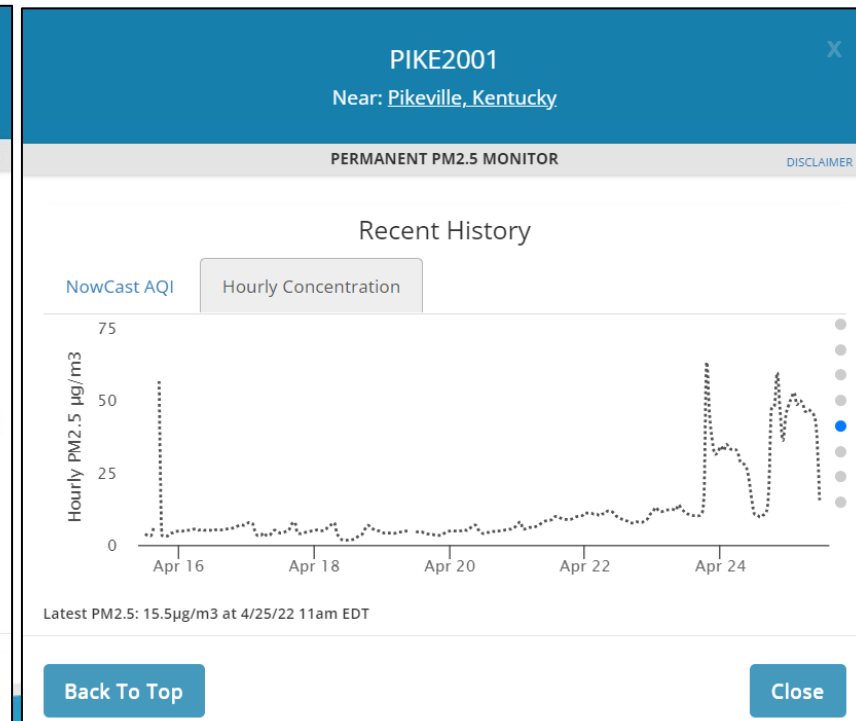 PIKE2001
X
Near: Pikeville, Kentucky
PERMANENT PM2.5 MONITOR
DISCLAIMER
Recent History
NowCast AQI
Hourly Concentration
Hourly PM2.5 µg/m3
75
50
25
0
Apr 16
Apr 18
Apr 20
Apr 22
Apr 24
Latest PM2.5: 15.5µg/m3 at 4/25/22 11am EDT
Back To Top
Close